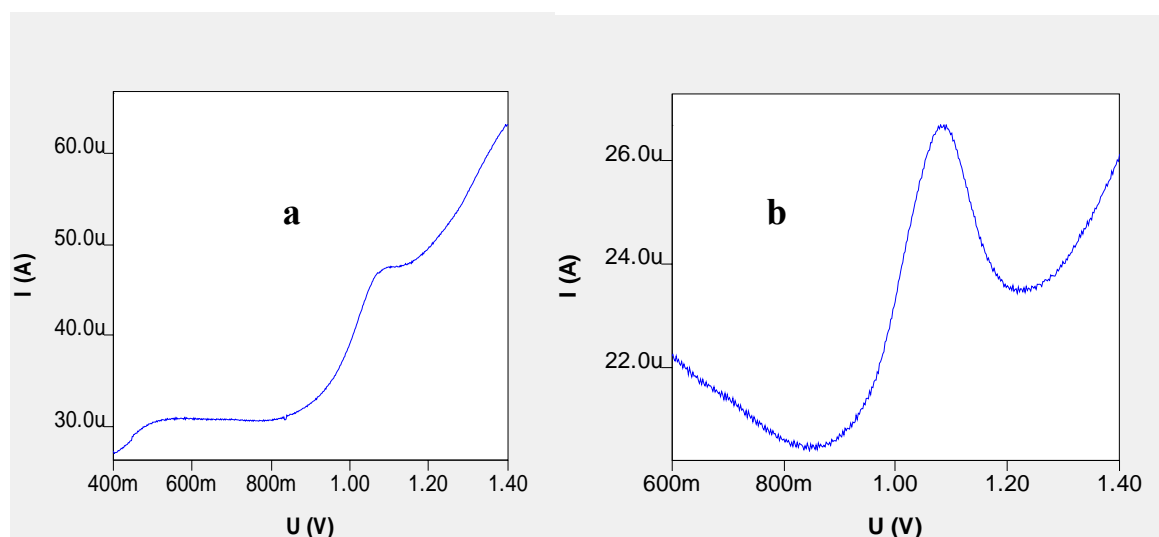 a
I (A)
60.0u
50.0u
40.0u
30.0u
400m 600m 800m 1.00 1.20 1.40
U (V)
b
I (A)
26.0u
24.0u
22.0u
600m 800m 1.00 1.20 1.40
U (V)